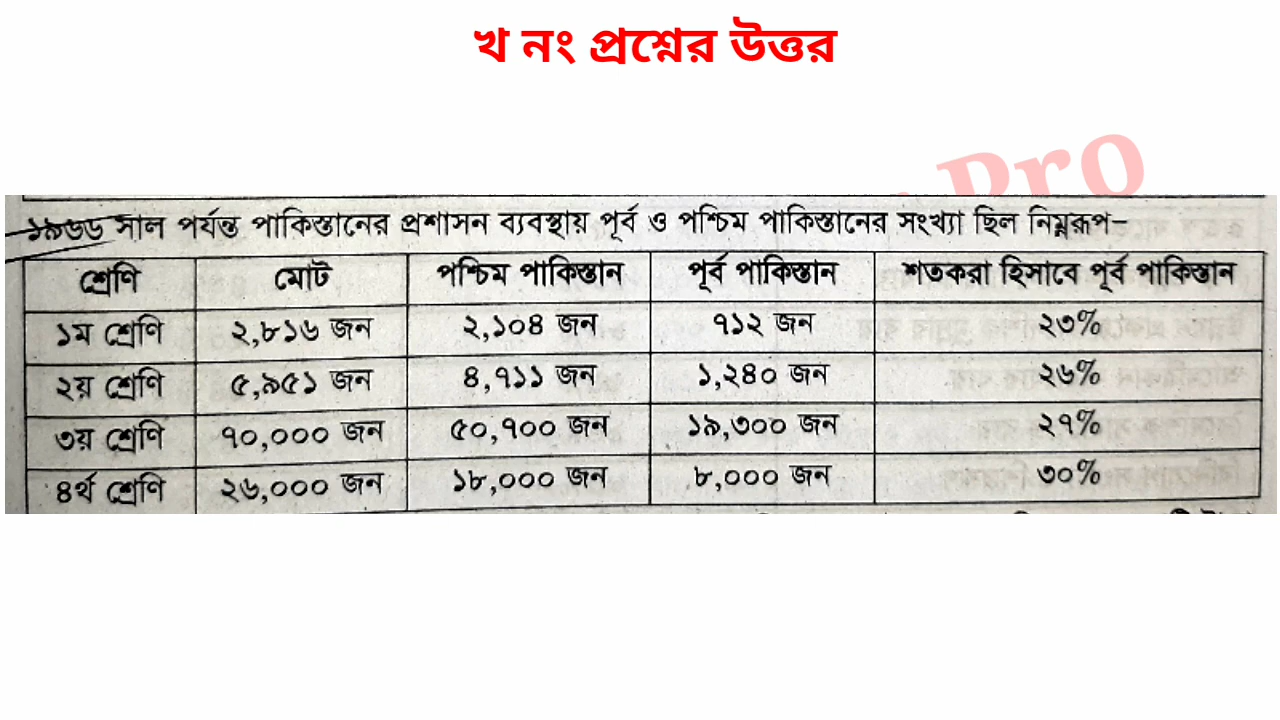 খ নং প্রশ্নের উত্তর
Pro
১৯৬৬ সাল পর্যন্ত পাকিস্তানের প্রশাসন ব্যবস্থায় পূর্ব ও পশ্চিম পাকিস্তানের সংখ্যা ছিল নিম্নরূপ-
শ্রেণি মোট পশ্চিম পাকিস্তান পূর্ব পাকিস্তান শতকরা হিসাবে পূর্ব পাকিস্তান
১ম শ্রেণি ২,৮১৬ জন ২,১০৪ জন ৭১২ জন ২৩%
২য় শ্রেণি ৫,৯৫১ জন ৪,৭১১ জন ১,২৪০ জন ২৬%
৩য় শ্রেণি ৭০,০০০ জন ৫০,৭০০ জন ১৯,৩০০ জন ২৭%
৪র্থ শ্রেণি ২৬,০০০ জন ১৮,০০০ জন ৮,০০০ জন ৩০%